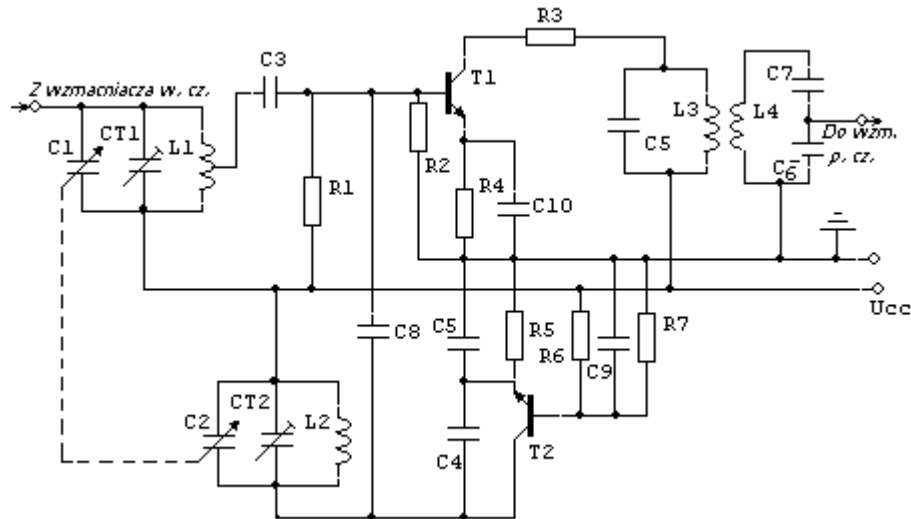 R3
C3
T1
C7
Z wzmacniacza w. cz.
CT1
C1
L1
L3
L4
C5
Do wzm.
p. cz.
R2
R4
C6
R1
C10
Ucc
C8
C5
R5
R6
C9
R7
CT2
C2
L2
C4
T2